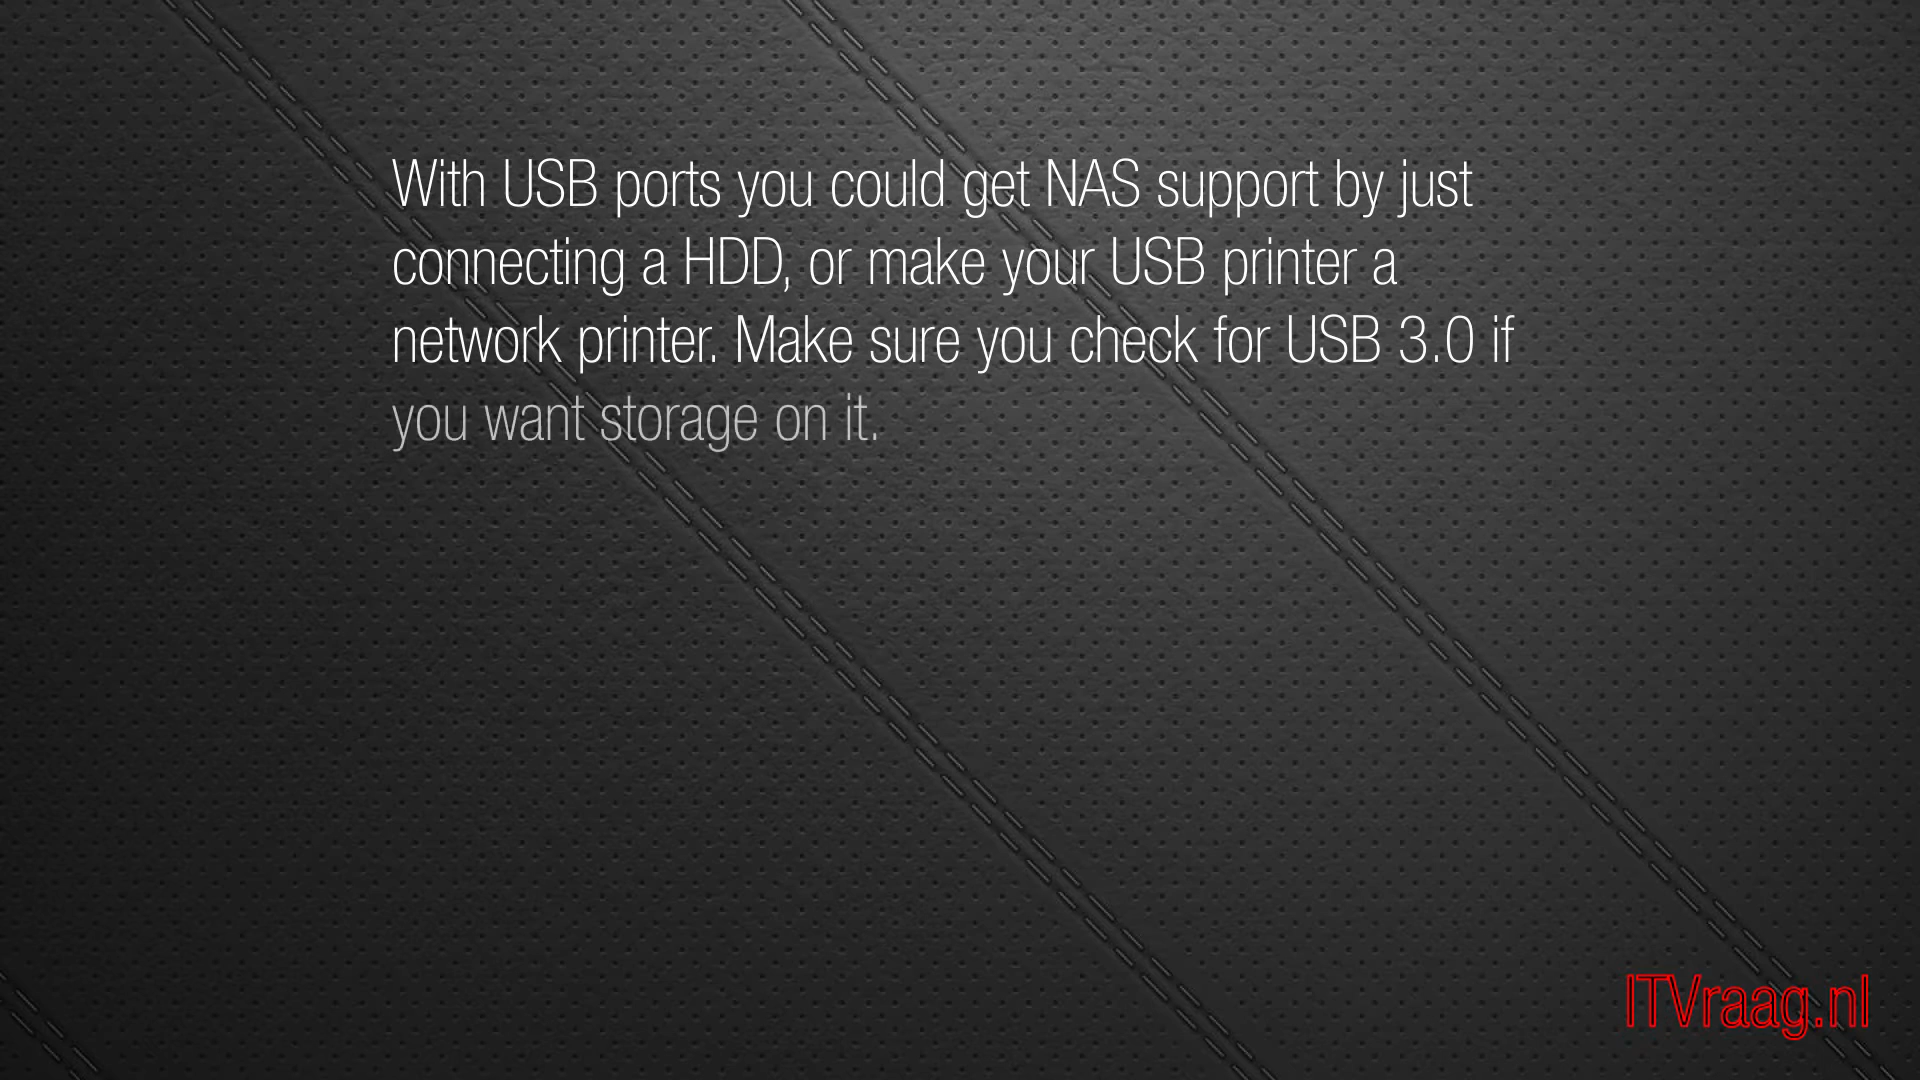 With USB ports you could get NAS support by just
connecting a HDD, or make your USB printer a
network printer. Make sure you check for USB 3.0 if
you want storage on it.
ITVraag.nl